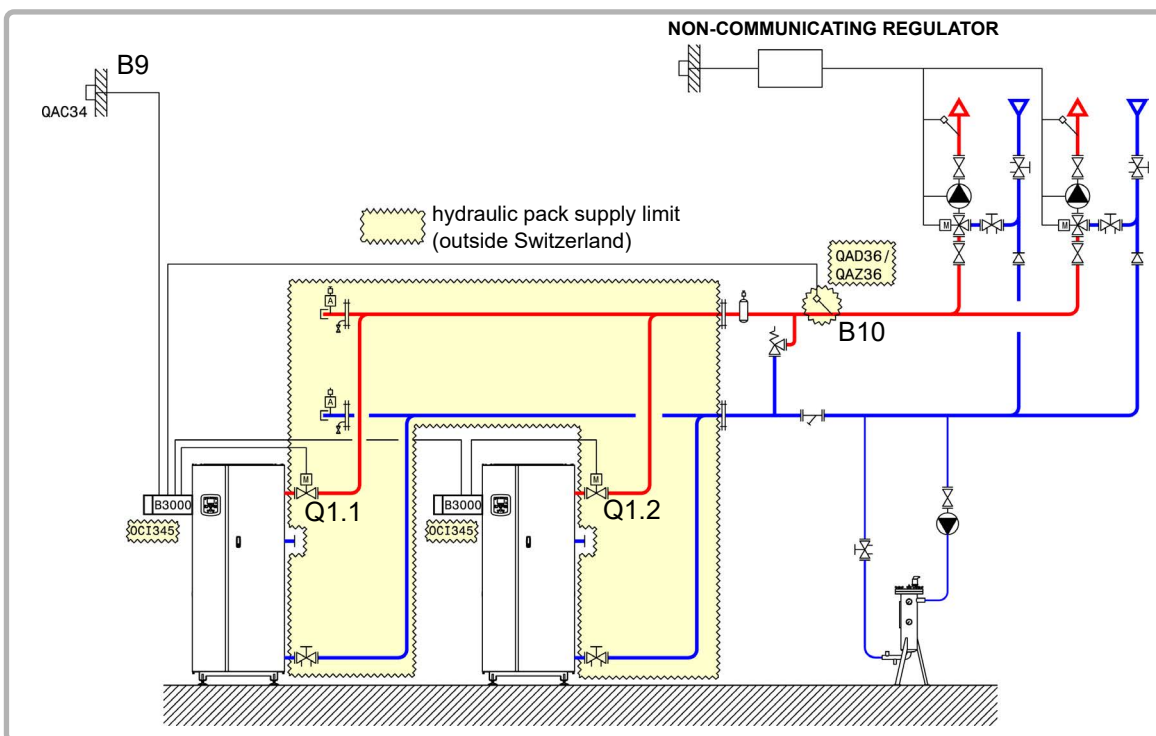 NON-COMMUNICATING REGULATOR
B9
QAC34
hydraulic pack supply limit
(outside Switzerland)
QAD36/
QAZ36
M
M
A
B10
A
M
M
B3000
Q1.1
B3000
Q1.2
OCI345
OCI345